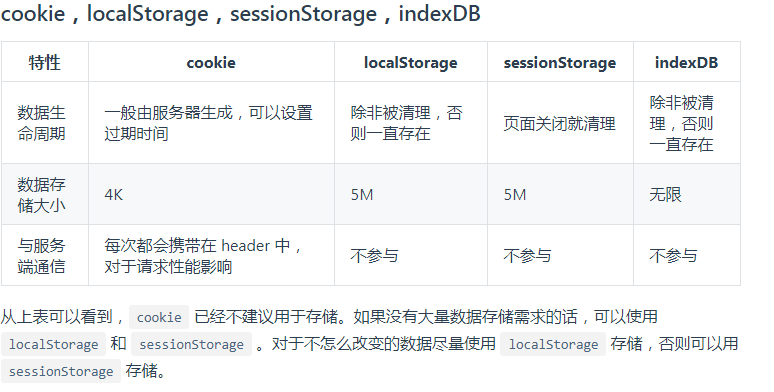 cookie，localStorage，sessionStorage，indexDB
特性 cookie localStorage sessionStorage indexDB
数据生命周期 一般由服务器生成，可以设置过期时间 除非被清理，否则一直存在 页面关闭就清理 除非被清理，否则一直存在
数据存储大小 4K 5M 5M 无限
与服务端通信 每次都会携带在 header 中，对于请求性能影响 不参与 不参与 不参与
从上表可以看到， cookie 已经不建议用于存储。如果没有大量数据存储需求的话，可以使用
localStorage 和 sessionStorage 。对于不怎么改变的数据尽量使用 localStorage 存储，否则可以用
sessionStorage 存储。